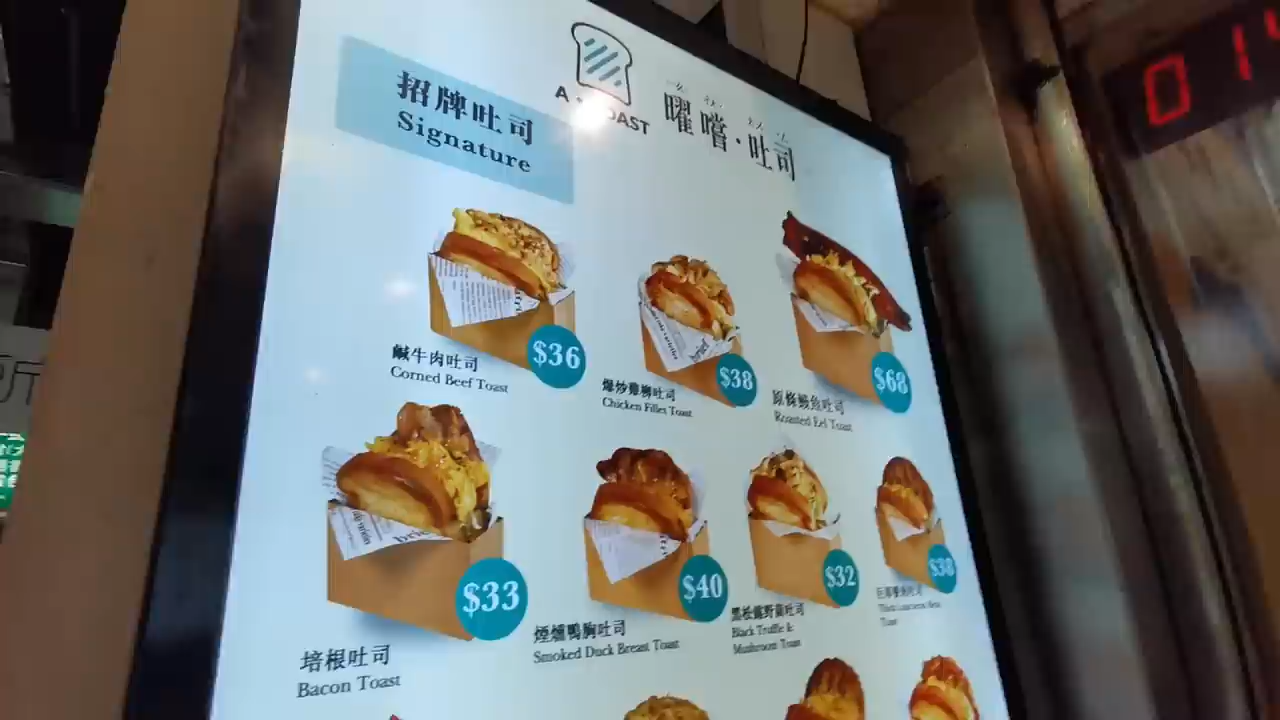 招牌吐司
Signature
曜嚐·吐司
鹹牛肉吐司
Corned Beef Toast
$36
爆炒雞柳吐司
Chicken Fillet Toast
$38
原條鰻魚吐司
Roasted Eel Toast
$68
培根吐司
Bacon Toast
$33
煙燻鴨胸吐司
Smoked Duck Breast Toast
$40
黑松露野菌吐司
Black Truffle &
Mushroom Toast
$32
Toast
$38
01